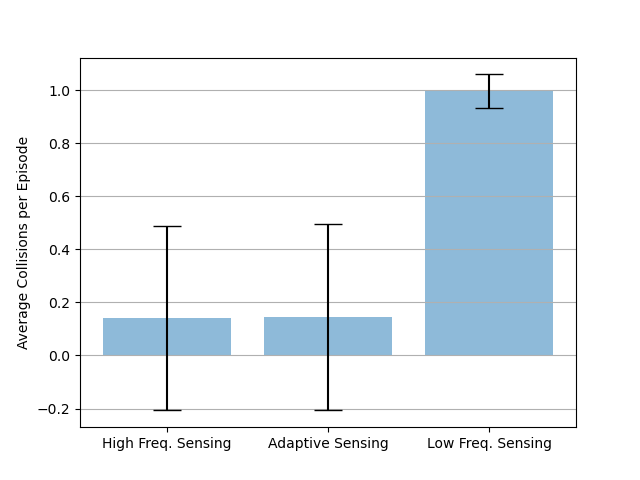 Average Collisions per Episode
1.0
0.8
0.6
0.4
0.2
0.0
−0.2
High Freq. Sensing
Adaptive Sensing
Low Freq. Sensing